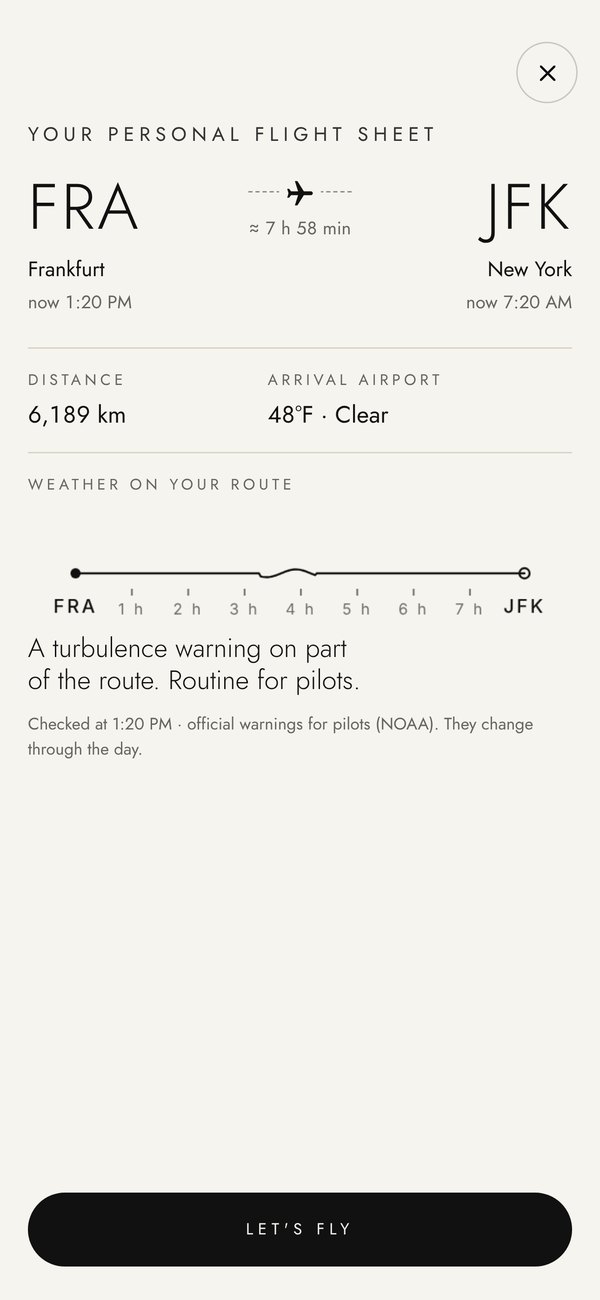 YOUR PERSONAL FLIGHT SHEET
FRA
≈ 7 h 58 min
JFK
Frankfurt
New York
now 1:20 PM
now 7:20 AM
DISTANCE
ARRIVAL AIRPORT
6,189 km
48°F · Clear
WEATHER ON YOUR ROUTE
FRA 1 h 2 h 3 h 4 h 5 h 6 h 7 h JFK
A turbulence warning on part
of the route. Routine for pilots.
Checked at 1:20 PM · official warnings for pilots (NOAA). They change
through the day.
LET'S FLY